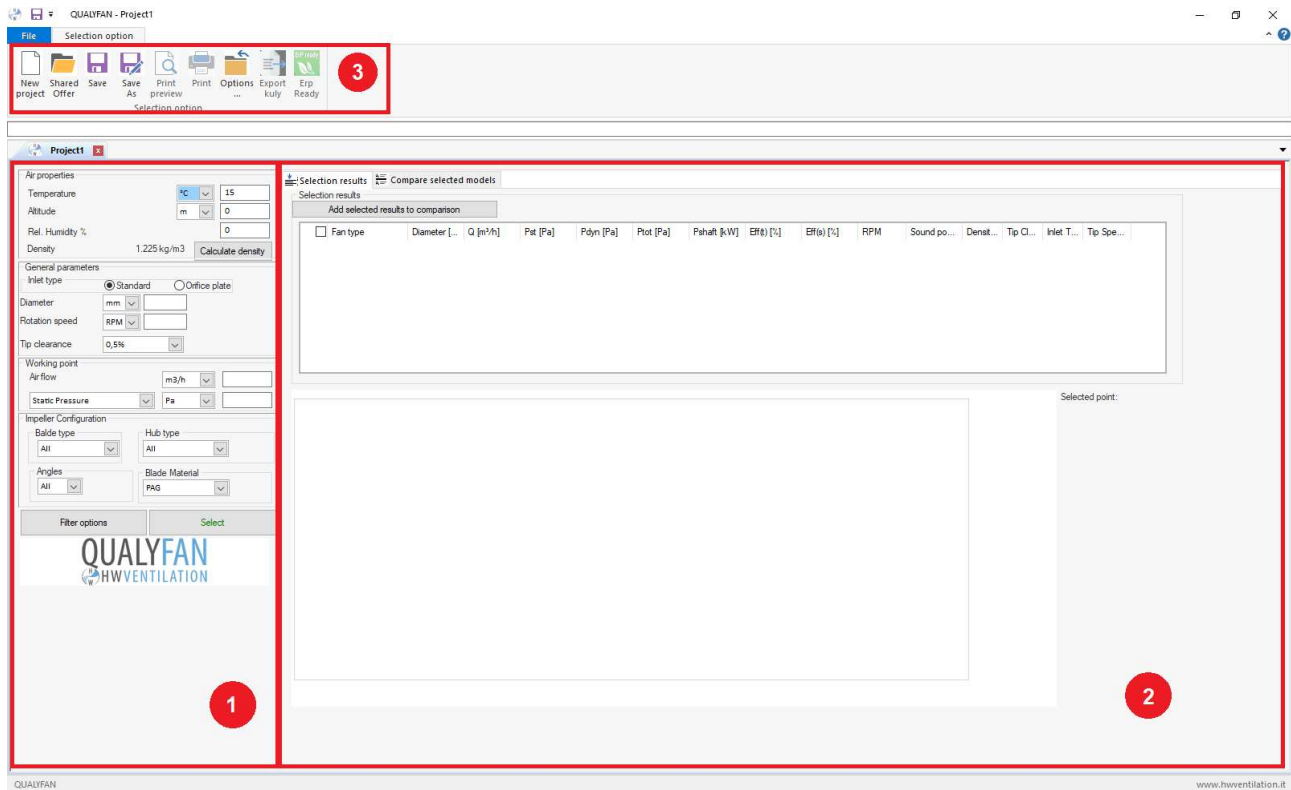 QUALYFAN - Project1
File Selection option
New project Shared Offer Save Save As Print preview Print Options ... Export kuly Erp Ready
Selection option
3
Project1
Air properties
Temperature °C 15
Altitude m 0
Rel. Humidity % 0
Density 1.225 kg/m3 Calculate density
General parameters
Inlet type Standard Orifice plate
Diameter mm
Rotation speed RPM
Tip clearance 0,5%
Working point
Air flow m3/h
Static Pressure Pa
Impeller Configuration
Balde type Hub type
All All
Angles Blade Material
All PAG
Filter options Select
QUALYFAN
HWVENTILATION
1
Selection results Compare selected models
Selection results
Add selected results to comparison
Fan type Diameter [... Q [m³/h] Pst [Pa] Pdyn [Pa] Ptot [Pa] Pshaft [kW] Eff(t) [%] Eff(s) [%] RPM Sound po... Densit... Tip Cl... Inlet T... Tip Spe...
Selected point:
2
QUALYFAN www.hwventilation.it